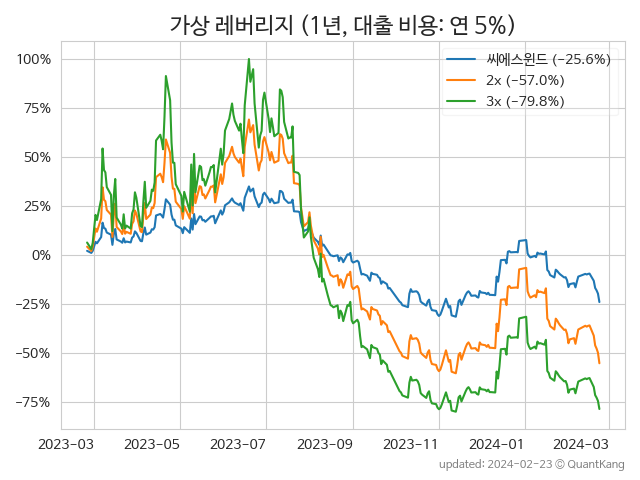 가상 레버리지 (1년, 대출 비용: 연 5%)
씨에스윈드 (−25.6%)
2x (−57.0%)
3x (−79.8%)
100%
75%
50%
25%
0%
−25%
−50%
−75%
2023-03 2023-05 2023-07 2023-09 2023-11 2024-01 2024-03
updated: 2024-02-23 © QuantKang